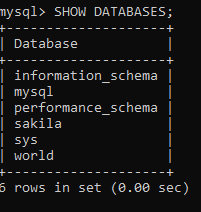 mysql> SHOW DATABASES;
+--------------------+
| Database           |
+--------------------+
| information_schema |
| mysql              |
| performance_schema |
| sakila             |
| sys                |
| world              |
+--------------------+
6 rows in set (0.00 sec)